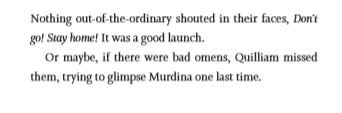 Nothing out-of-the-ordinary shouted in their faces, Don't
go! Stay home! It was a good launch.
Or maybe, if there were bad omens, Quilliam missed
them, trying to glimpse Murdina one last time.